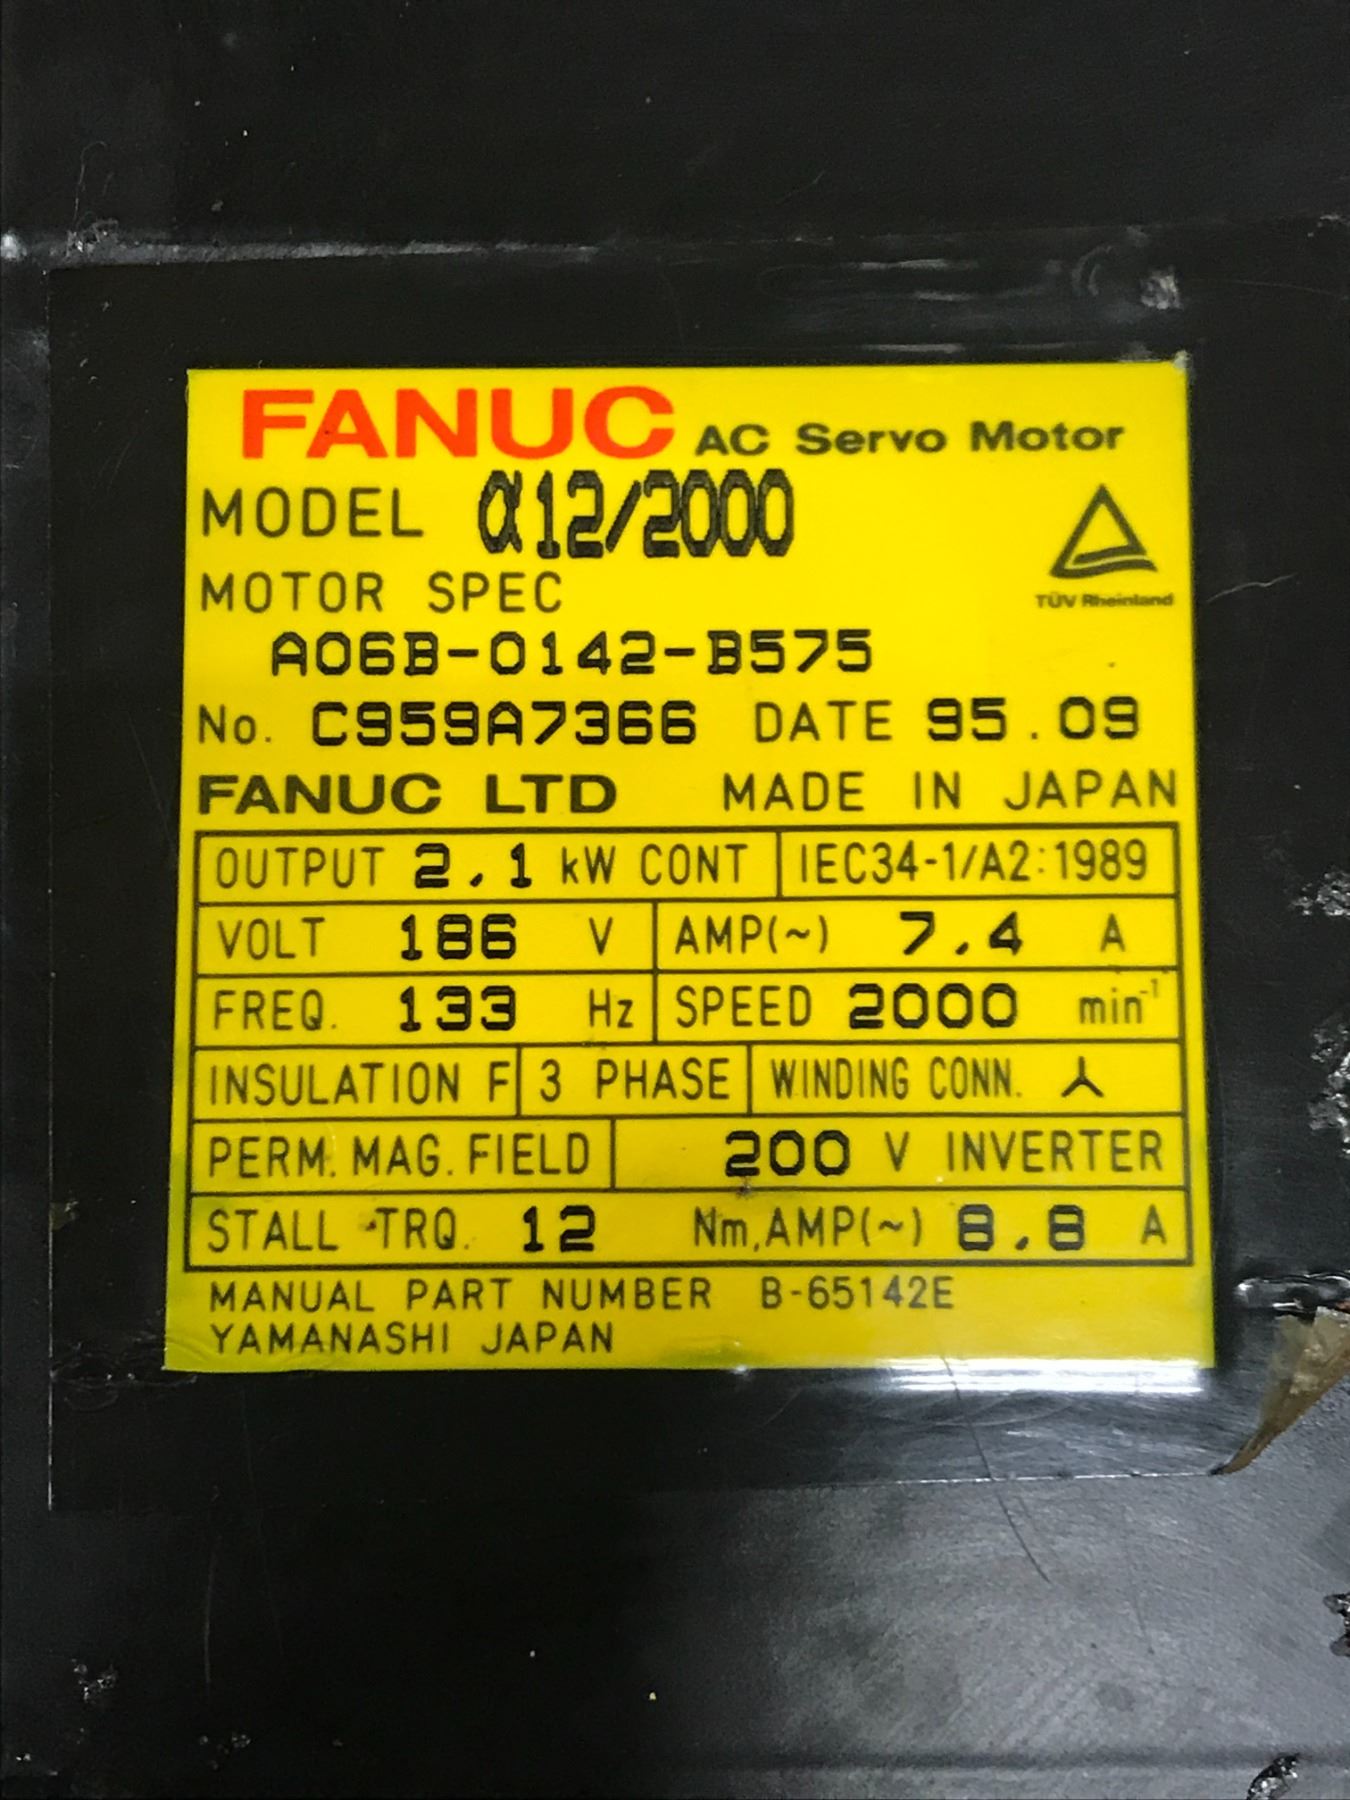 FANUC AC Servo Motor
MODEL α12/2000
TÜV Rheinland
MOTOR SPEC
A06B-0142-B575
No. C959A7366 DATE 95.09
FANUC LTD MADE IN JAPAN
OUTPUT 2.1 kW CONT IEC34-1/A2:1989
VOLT 186 V AMP(~) 7.4 A
FREQ. 133 Hz SPEED 2000 min⁻¹
INSULATION F 3 PHASE WINDING CONN.
PERM. MAG. FIELD 200 V INVERTER
STALL TRQ. 12 Nm, AMP(~) 8.8 A
MANUAL PART NUMBER B-65142E
YAMANASHI JAPAN